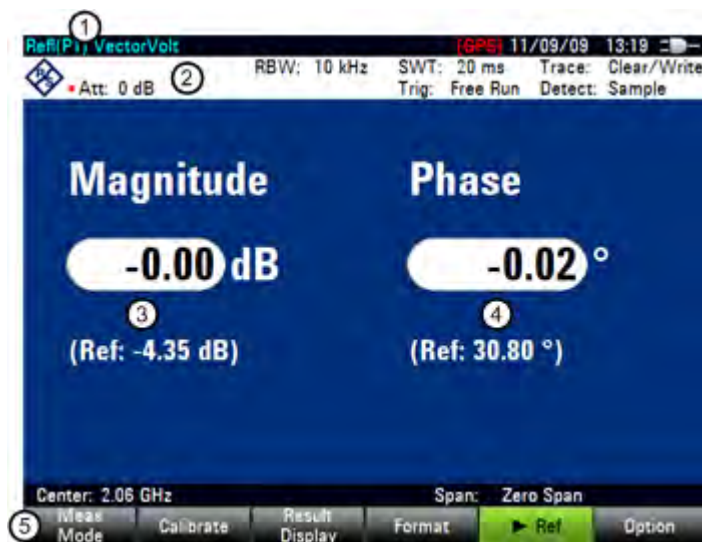 1
Refl(P1) VectorVolt [GPS] 11/09/09 13:19
Att: 0 dB 2 RBW: 10 kHz SWT: 20 ms Trace: Clear/Write
Trig: Free Run Detect: Sample
Magnitude Phase
-0.00 dB -0.02 °
3 4
(Ref: -4.35 dB) (Ref: 30.80 °)
Center: 2.06 GHz Span: Zero Span
5 Meas Mode Calibrate Result Display Format ► Ref Option